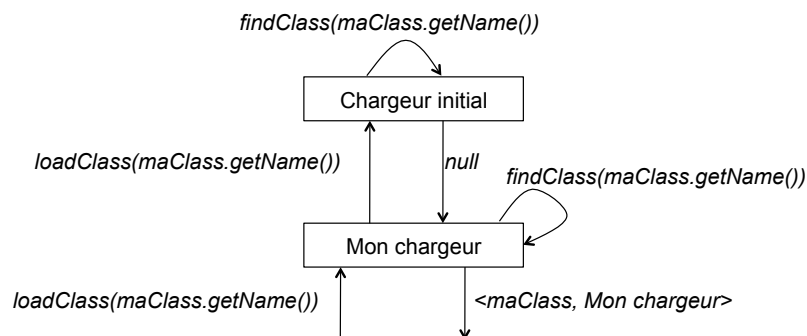 findClass(maClass.getName())
Chargeur initial
loadClass(maClass.getName())
null
findClass(maClass.getName())
Mon chargeur
loadClass(maClass.getName())
<maClass, Mon chargeur>